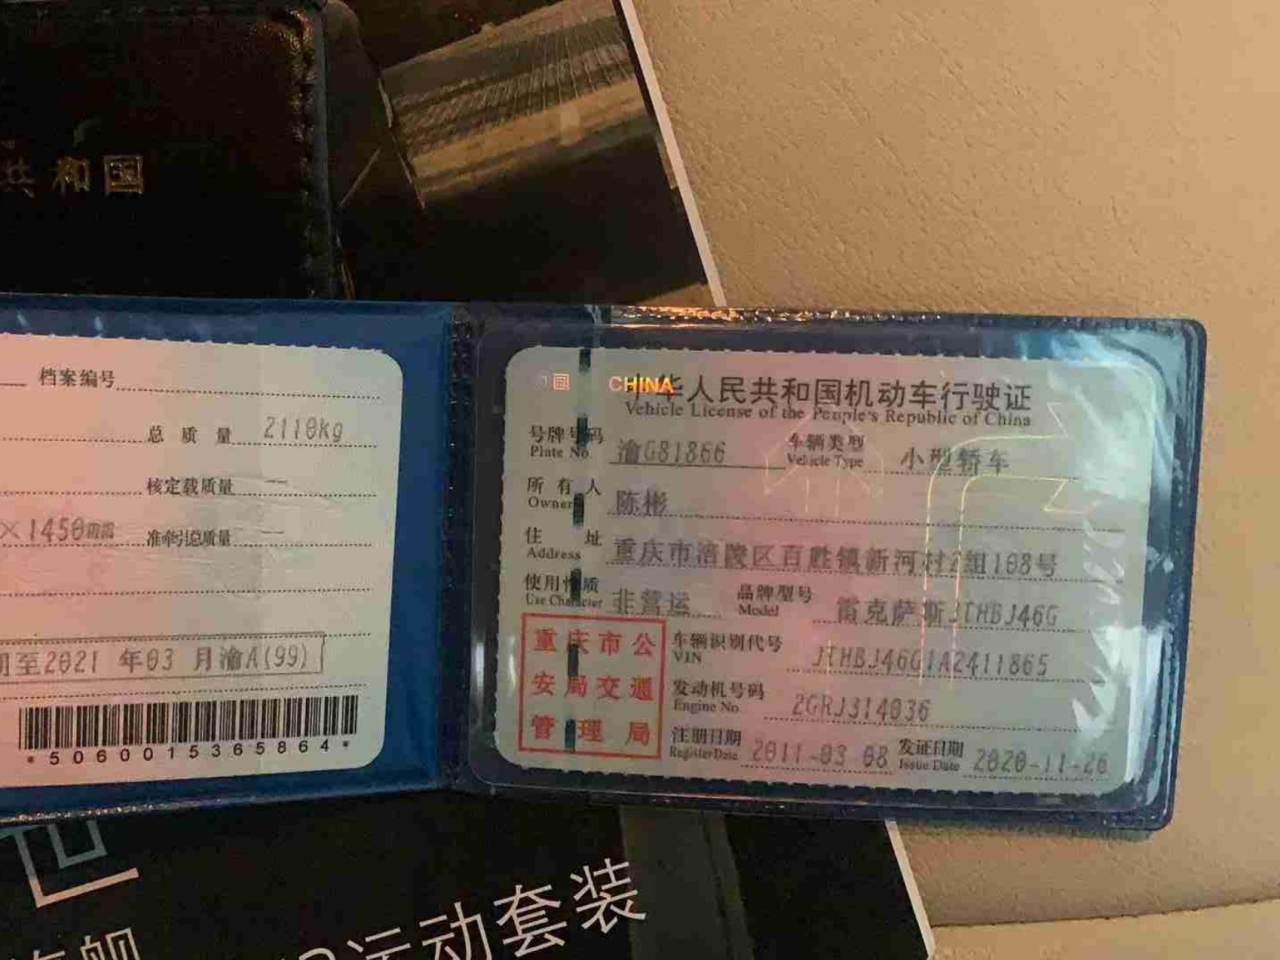 共和国
档案编号
总质量 2110kg
核定载质量 —
×1450 准牵引总质量 —
至2021年03月渝A(99)
*5060015365864*
中华人民共和国机动车行驶证
Vehicle License of the People's Republic of China
国 CHINA
号牌号码 渝G81866 车辆类型 小型轿车
Plate No. Vehicle Type
所有人 陈彬
Owner
住址 重庆市涪陵区百胜镇新河村2组108号
Address
使用性质 非营运 品牌型号 雷克萨斯JTHBJ46G
Use Character Model
重庆市公
安局交通
管理局
车辆识别代号 JTHBJ46G1A2411865
VIN
发动机号码 2GRJ314036
Engine No
注册日期 2011-03-08 发证日期 2020-11-26
Register Date Issue Date
运动套装